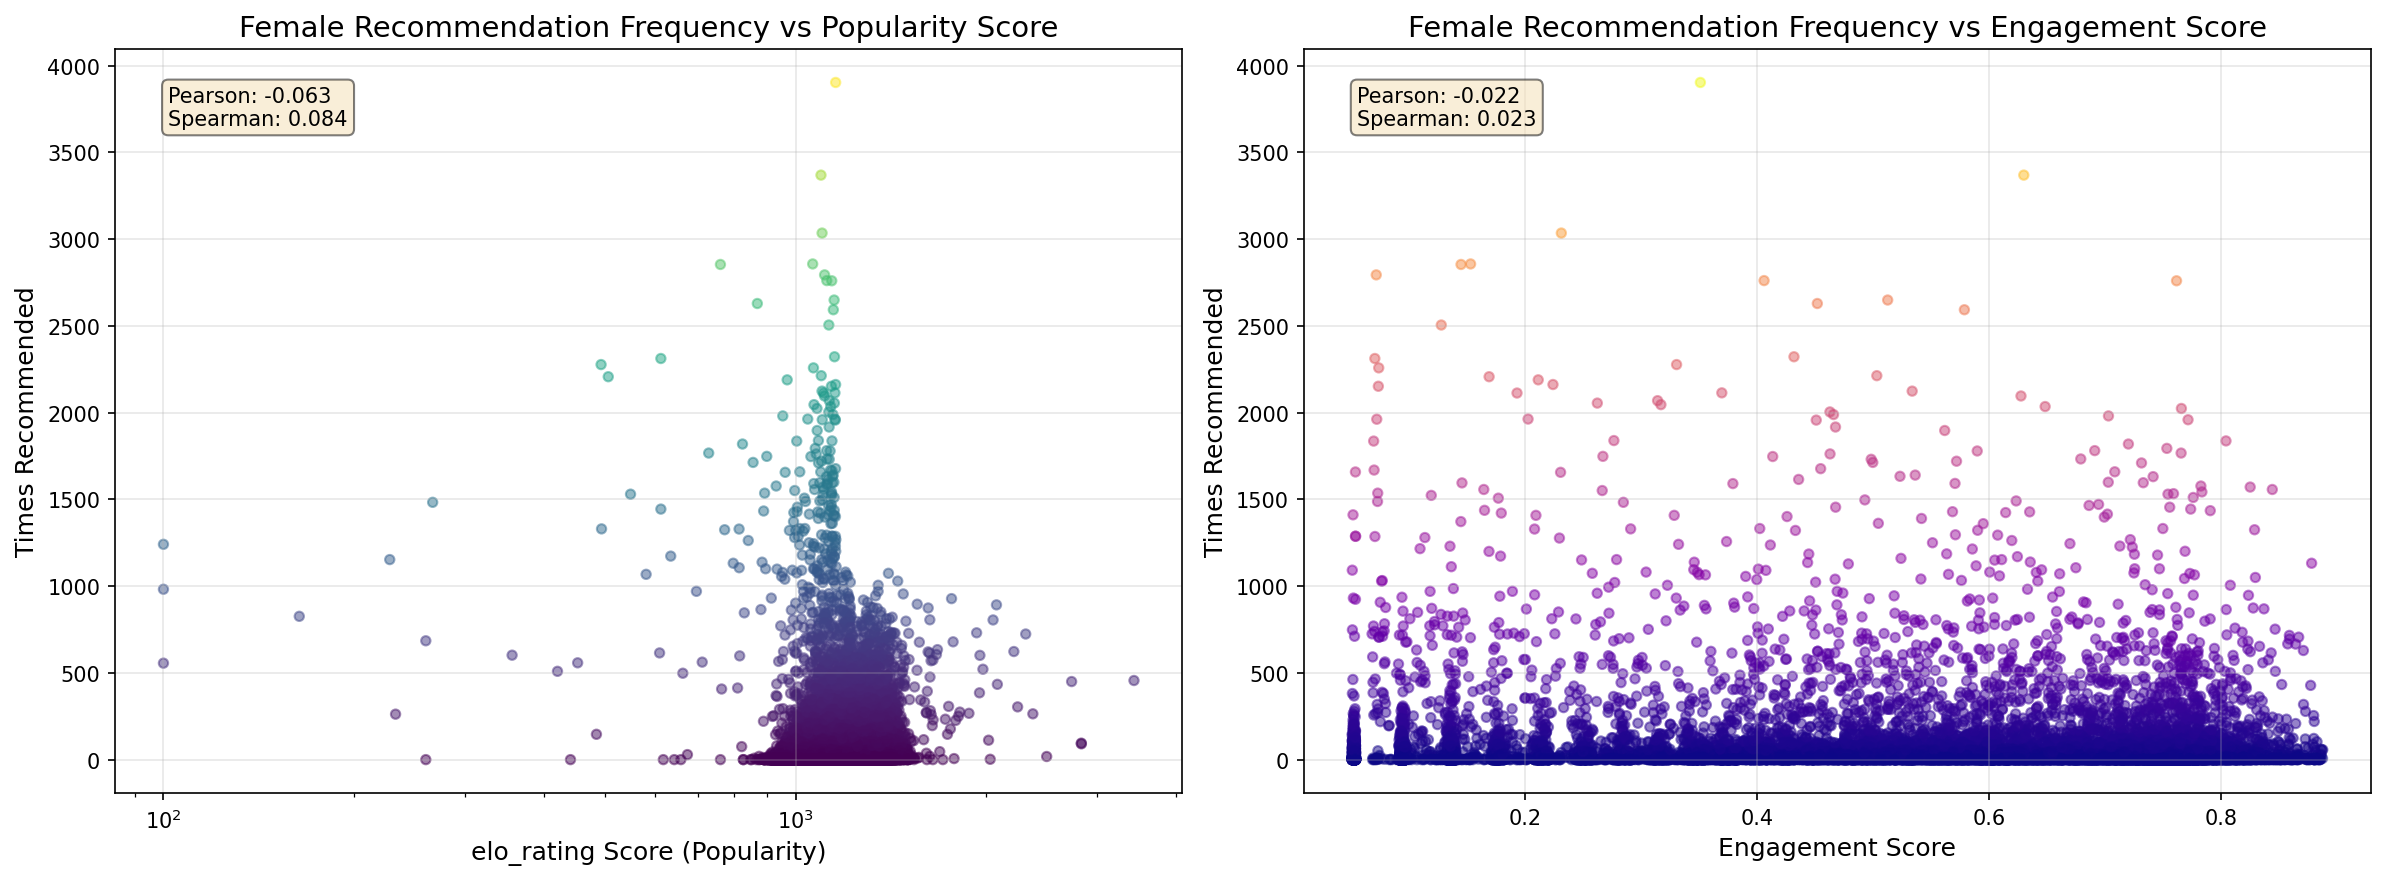 Female Recommendation Frequency vs Popularity Score
Pearson: -0.063
Spearman: 0.084
Times Recommended
4000
3500
3000
2500
2000
1500
1000
500
0
10²
10³
elo_rating Score (Popularity)
Female Recommendation Frequency vs Engagement Score
Pearson: -0.022
Spearman: 0.023
Times Recommended
4000
3500
3000
2500
2000
1500
1000
500
0
0.2
0.4
0.6
0.8
Engagement Score